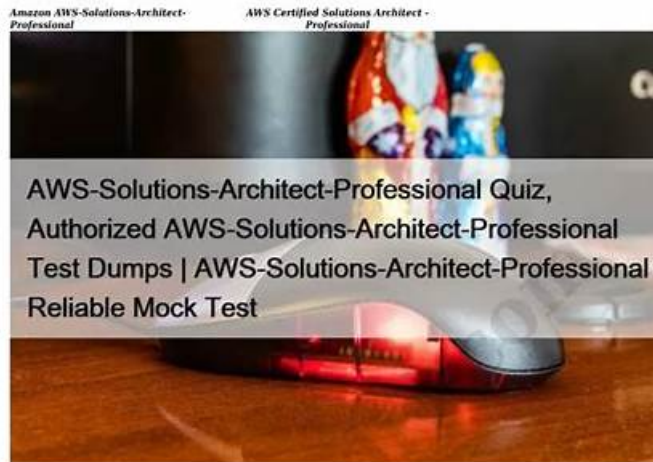 Amazon AWS-Solutions-Architect-
Professional
AWS Certified Solutions Architect -
Professional
AWS-Solutions-Architect-Professional Quiz,
Authorized AWS-Solutions-Architect-Professional
Test Dumps | AWS-Solutions-Architect-Professional
Reliable Mock Test